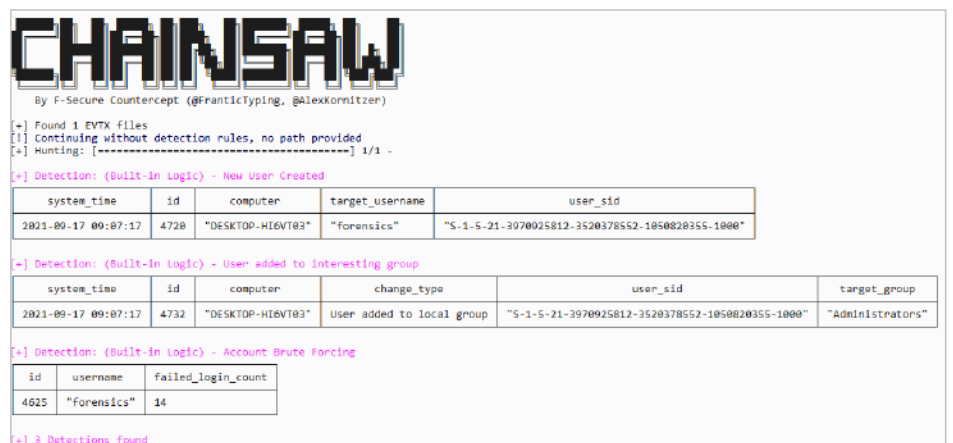 CHAINSAW
By F-Secure Countercept (@FranticTyping, @AlexKornitzer)
[+] Found 1 EVTX files
[!] Continuing without detection rules, no path provided
[+] Hunting: [========================================] 1/1 -
[+] Detection: (Built-in Logic) - New User Created
system_time id computer target_username user_sid
2021-09-17 09:07:17 4720 "DESKTOP-HI6VT03" "forensics" "S-1-5-21-3970925812-3520378552-1050820355-1000"
[+] Detection: (Built-in Logic) - User added to interesting group
system_time id computer change_type user_sid target_group
2021-09-17 09:07:17 4732 "DESKTOP-HI6VT03" User added to local group "S-1-5-21-3970925812-3520378552-1050820355-1000" "Administrators"
[+] Detection: (Built-in Logic) - Account Brute Forcing
id username failed_login_count
4625 "forensics" 14
[+] 3 Detections found